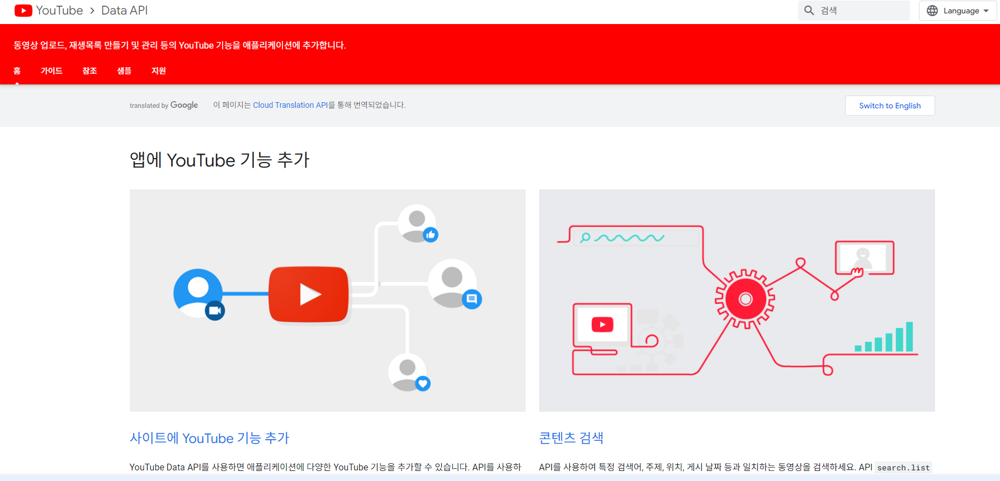 YouTube > Data API
검색
Language
동영상 업로드, 재생목록 만들기 및 관리 등의 YouTube 기능을 애플리케이션에 추가합니다.
홈 가이드 참조 샘플 지원
translated by Google 이 페이지는 Cloud Translation API를 통해 번역되었습니다.
Switch to English
앱에 YouTube 기능 추가
사이트에 YouTube 기능 추가
YouTube Data API를 사용하면 애플리케이션에 다양한 YouTube 기능을 추가할 수 있습니다. API를 사용하
콘텐츠 검색
API를 사용하여 특정 검색어, 주제, 위치, 게시 날짜 등과 일치하는 동영상을 검색하세요. API search.list